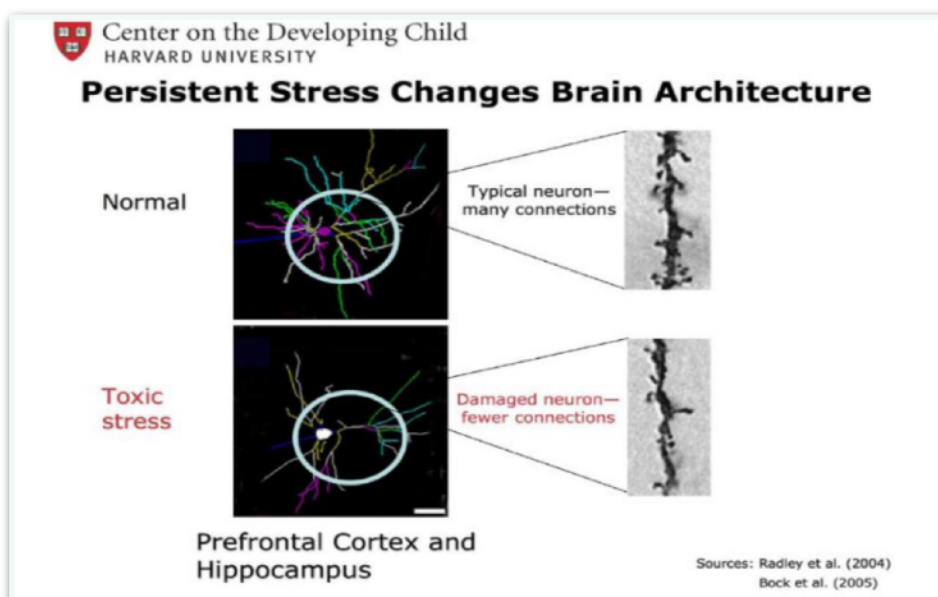 Center on the Developing Child
HARVARD UNIVERSITY
Persistent Stress Changes Brain Architecture
Normal
Typical neuron—
many connections
Toxic
stress
Damaged neuron—
fewer connections
Prefrontal Cortex and
Hippocampus
Sources: Radley et al. (2004)
Bock et al. (2005)